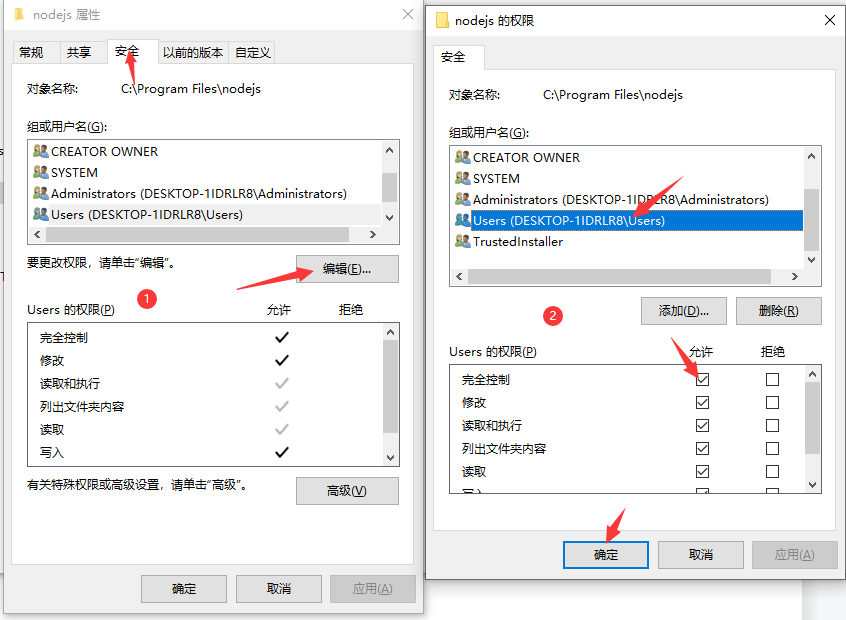 nodejs 属性
常规 共享 安全 以前的版本 自定义
对象名称: C:\Program Files\nodejs
组或用户名(G):
CREATOR OWNER
SYSTEM
Administrators (DESKTOP-1IDRLR8\Administrators)
Users (DESKTOP-1IDRLR8\Users)
要更改权限，请单击“编辑”。
编辑(E)...
1
Users 的权限(P) 允许 拒绝
完全控制
修改
读取和执行
列出文件夹内容
读取
写入
有关特殊权限或高级设置，请单击“高级”。
高级(V)
确定 取消 应用(A)
nodejs 的权限
安全
对象名称: C:\Program Files\nodejs
组或用户名(G):
CREATOR OWNER
SYSTEM
Administrators (DESKTOP-1IDRLR8\Administrators)
Users (DESKTOP-1IDRLR8\Users)
TrustedInstaller
2
添加(D)... 删除(R)
Users 的权限(P) 允许 拒绝
完全控制
修改
读取和执行
列出文件夹内容
读取
确定 取消 应用(A)